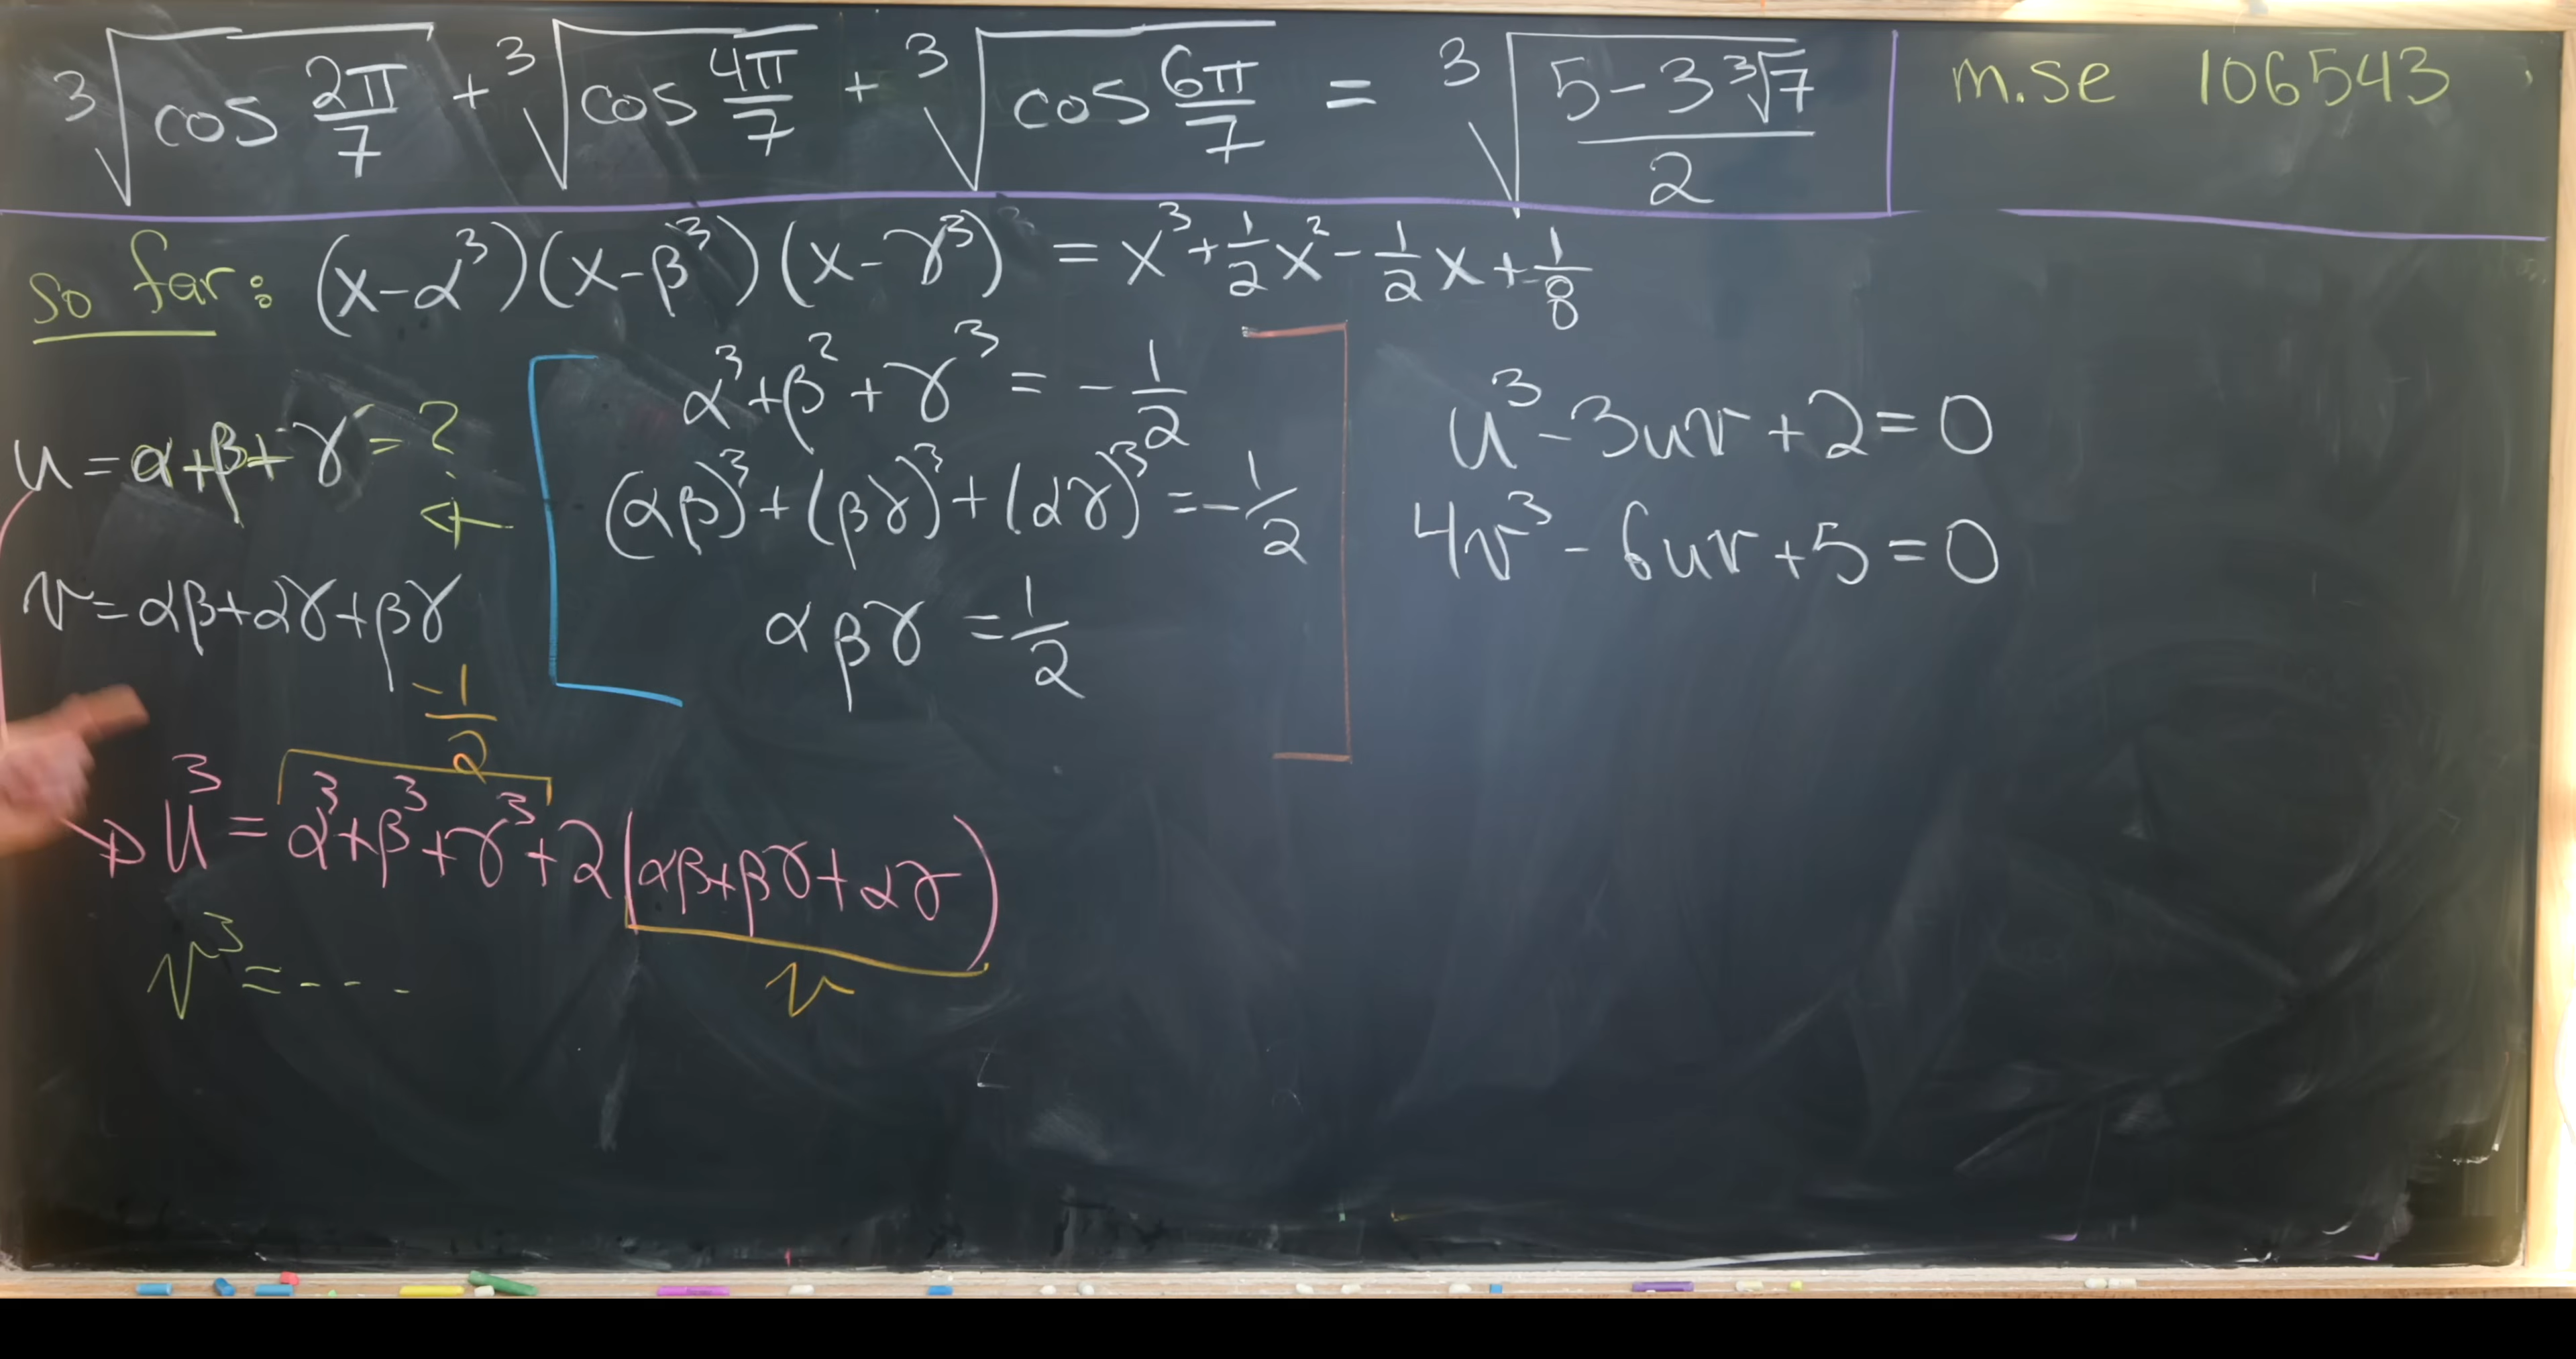 ∛(cos 2π/7) + ∛(cos 4π/7) + ∛(cos 6π/7) = ∛((5-3∛7)/2)
m.se 106543
so far: (x-α³)(x-β³)(x-γ³) = x³+1/2x²-1/2x+1/8
α³+β²+γ³ = -1/2
u=α+β+γ=?
(αβ)³+(βγ)³+(αγ)³=-1/2
v=αβ+αγ+βγ
αβγ=1/2
u³-3uv+2=0
4v³-6uv+5=0
-1/2
u³=α³+β³+γ³+2(αβ+βγ+αγ)
v
v³=----